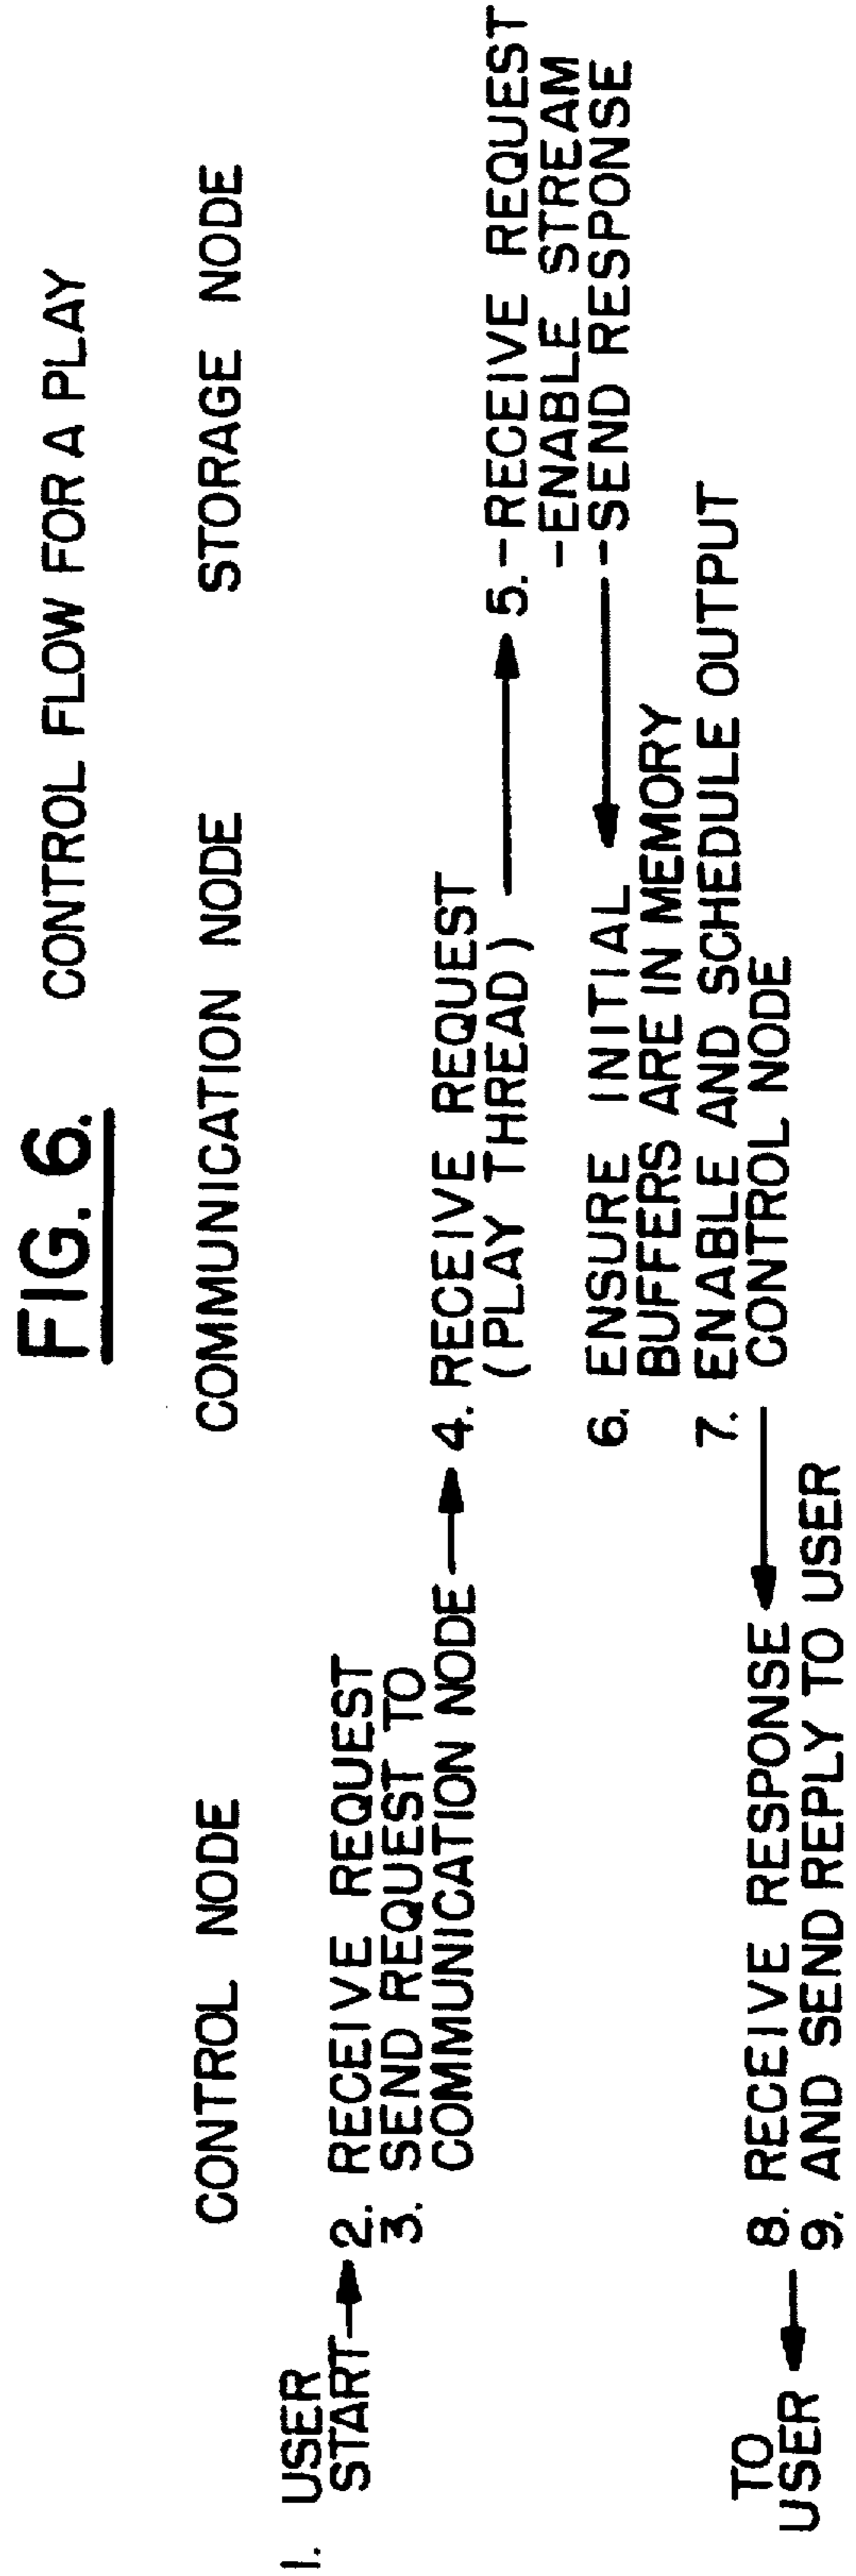 FIG. 6.
CONTROL FLOW FOR A PLAY
CONTROL NODE
COMMUNICATION NODE
STORAGE NODE
1. USER
START
2. RECEIVE REQUEST
3. SEND REQUEST TO
COMMUNICATION NODE
4. RECEIVE REQUEST
(PLAY THREAD)
5. - RECEIVE REQUEST
- ENABLE STREAM
- SEND RESPONSE
6. ENSURE INITIAL
BUFFERS ARE IN MEMORY
7. ENABLE AND SCHEDULE OUTPUT
CONTROL NODE
8. RECEIVE RESPONSE
9. AND SEND REPLY TO USER
TO
USER